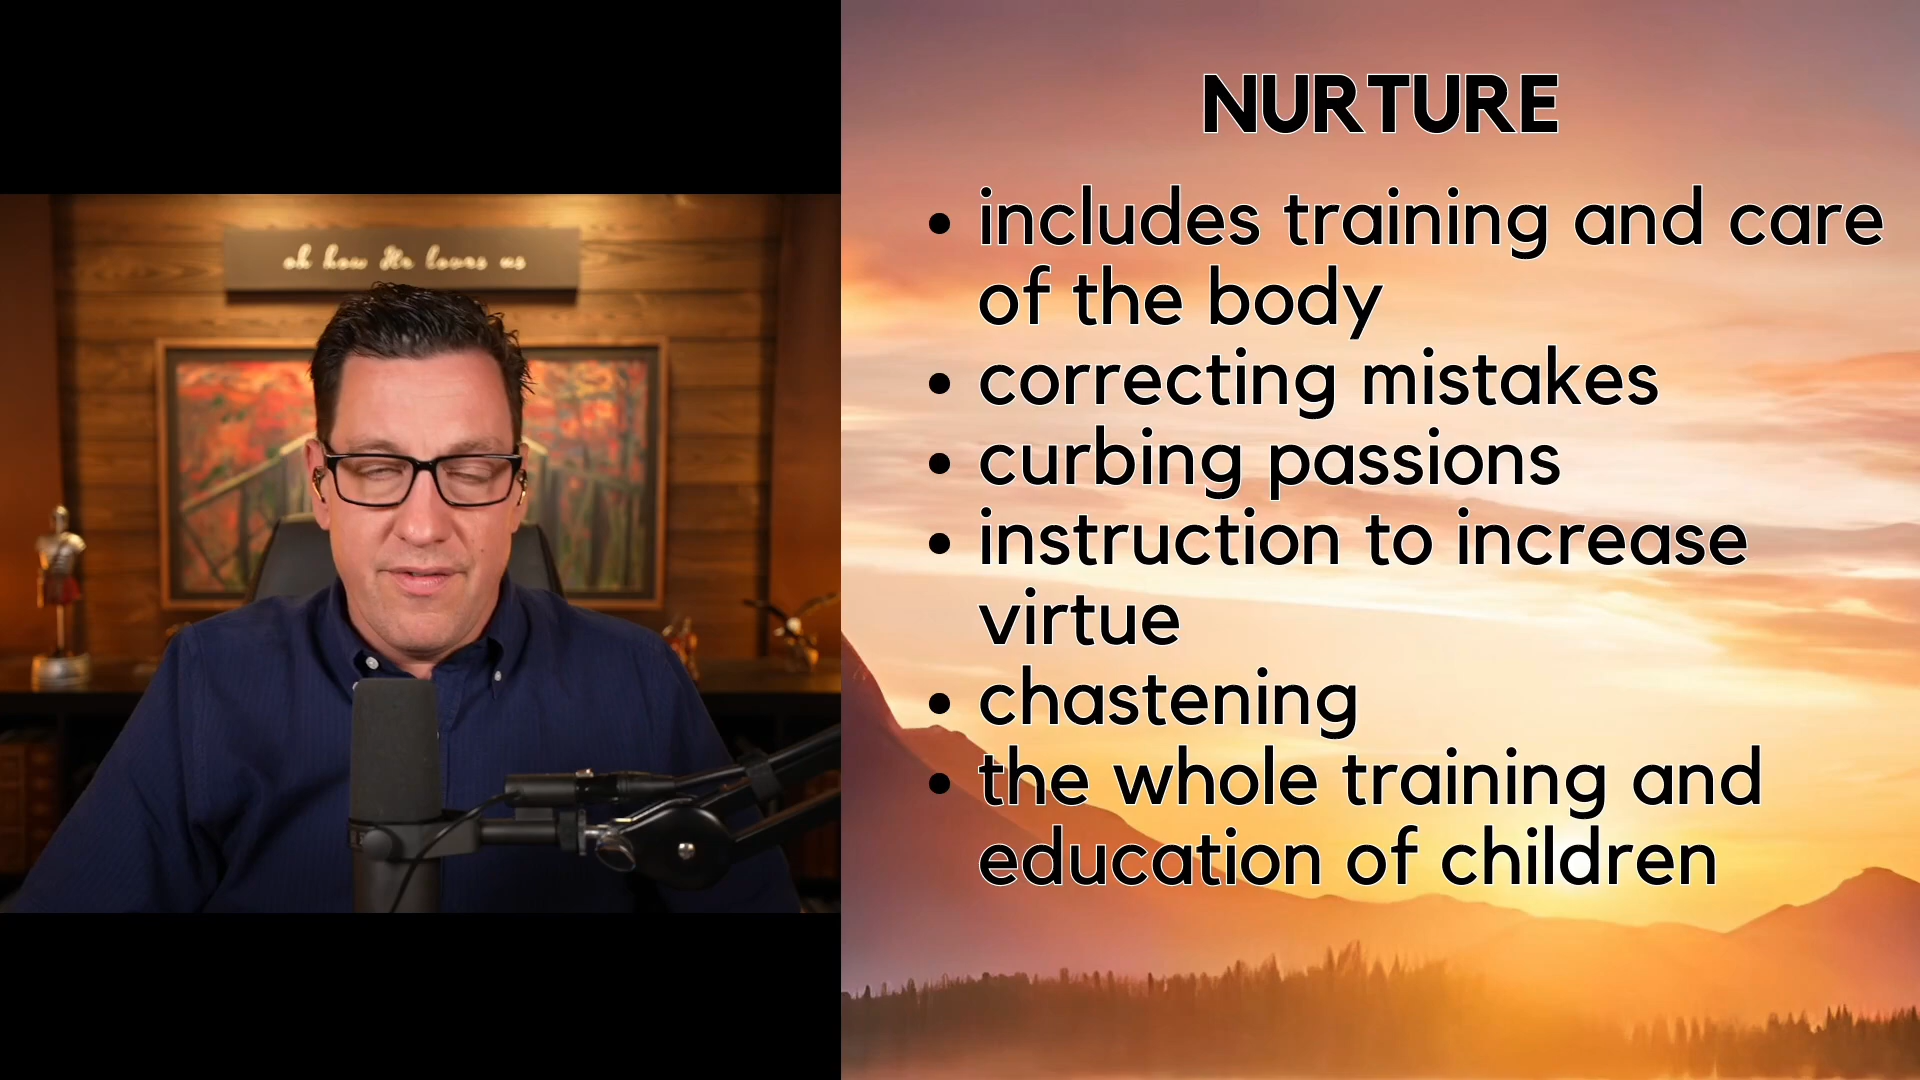 oh how He loves us
NURTURE
• includes training and care
of the body
• correcting mistakes
• curbing passions
• instruction to increase
virtue
• chastening
• the whole training and
education of children